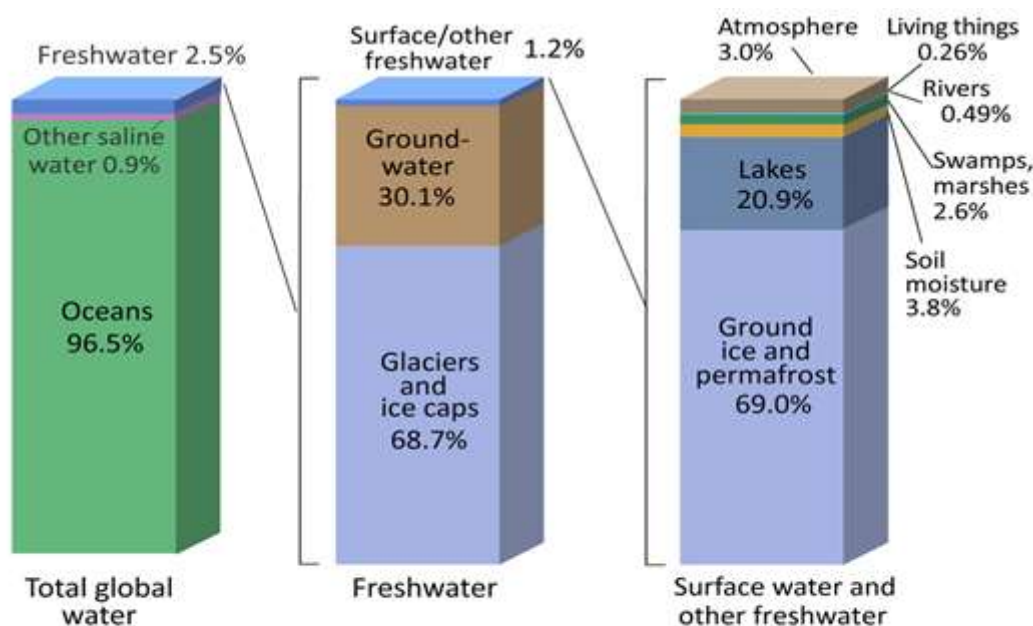 Freshwater 2.5%
Other saline
water 0.9%
Oceans
96.5%
Total global
water
Surface/other
freshwater
1.2%
Ground-
water
30.1%
Glaciers
and
ice caps
68.7%
Freshwater
Atmosphere
3.0%
Living things
0.26%
Rivers
0.49%
Swamps,
marshes
2.6%
Soil
moisture
3.8%
Lakes
20.9%
Ground
ice and
permafrost
69.0%
Surface water and
other freshwater